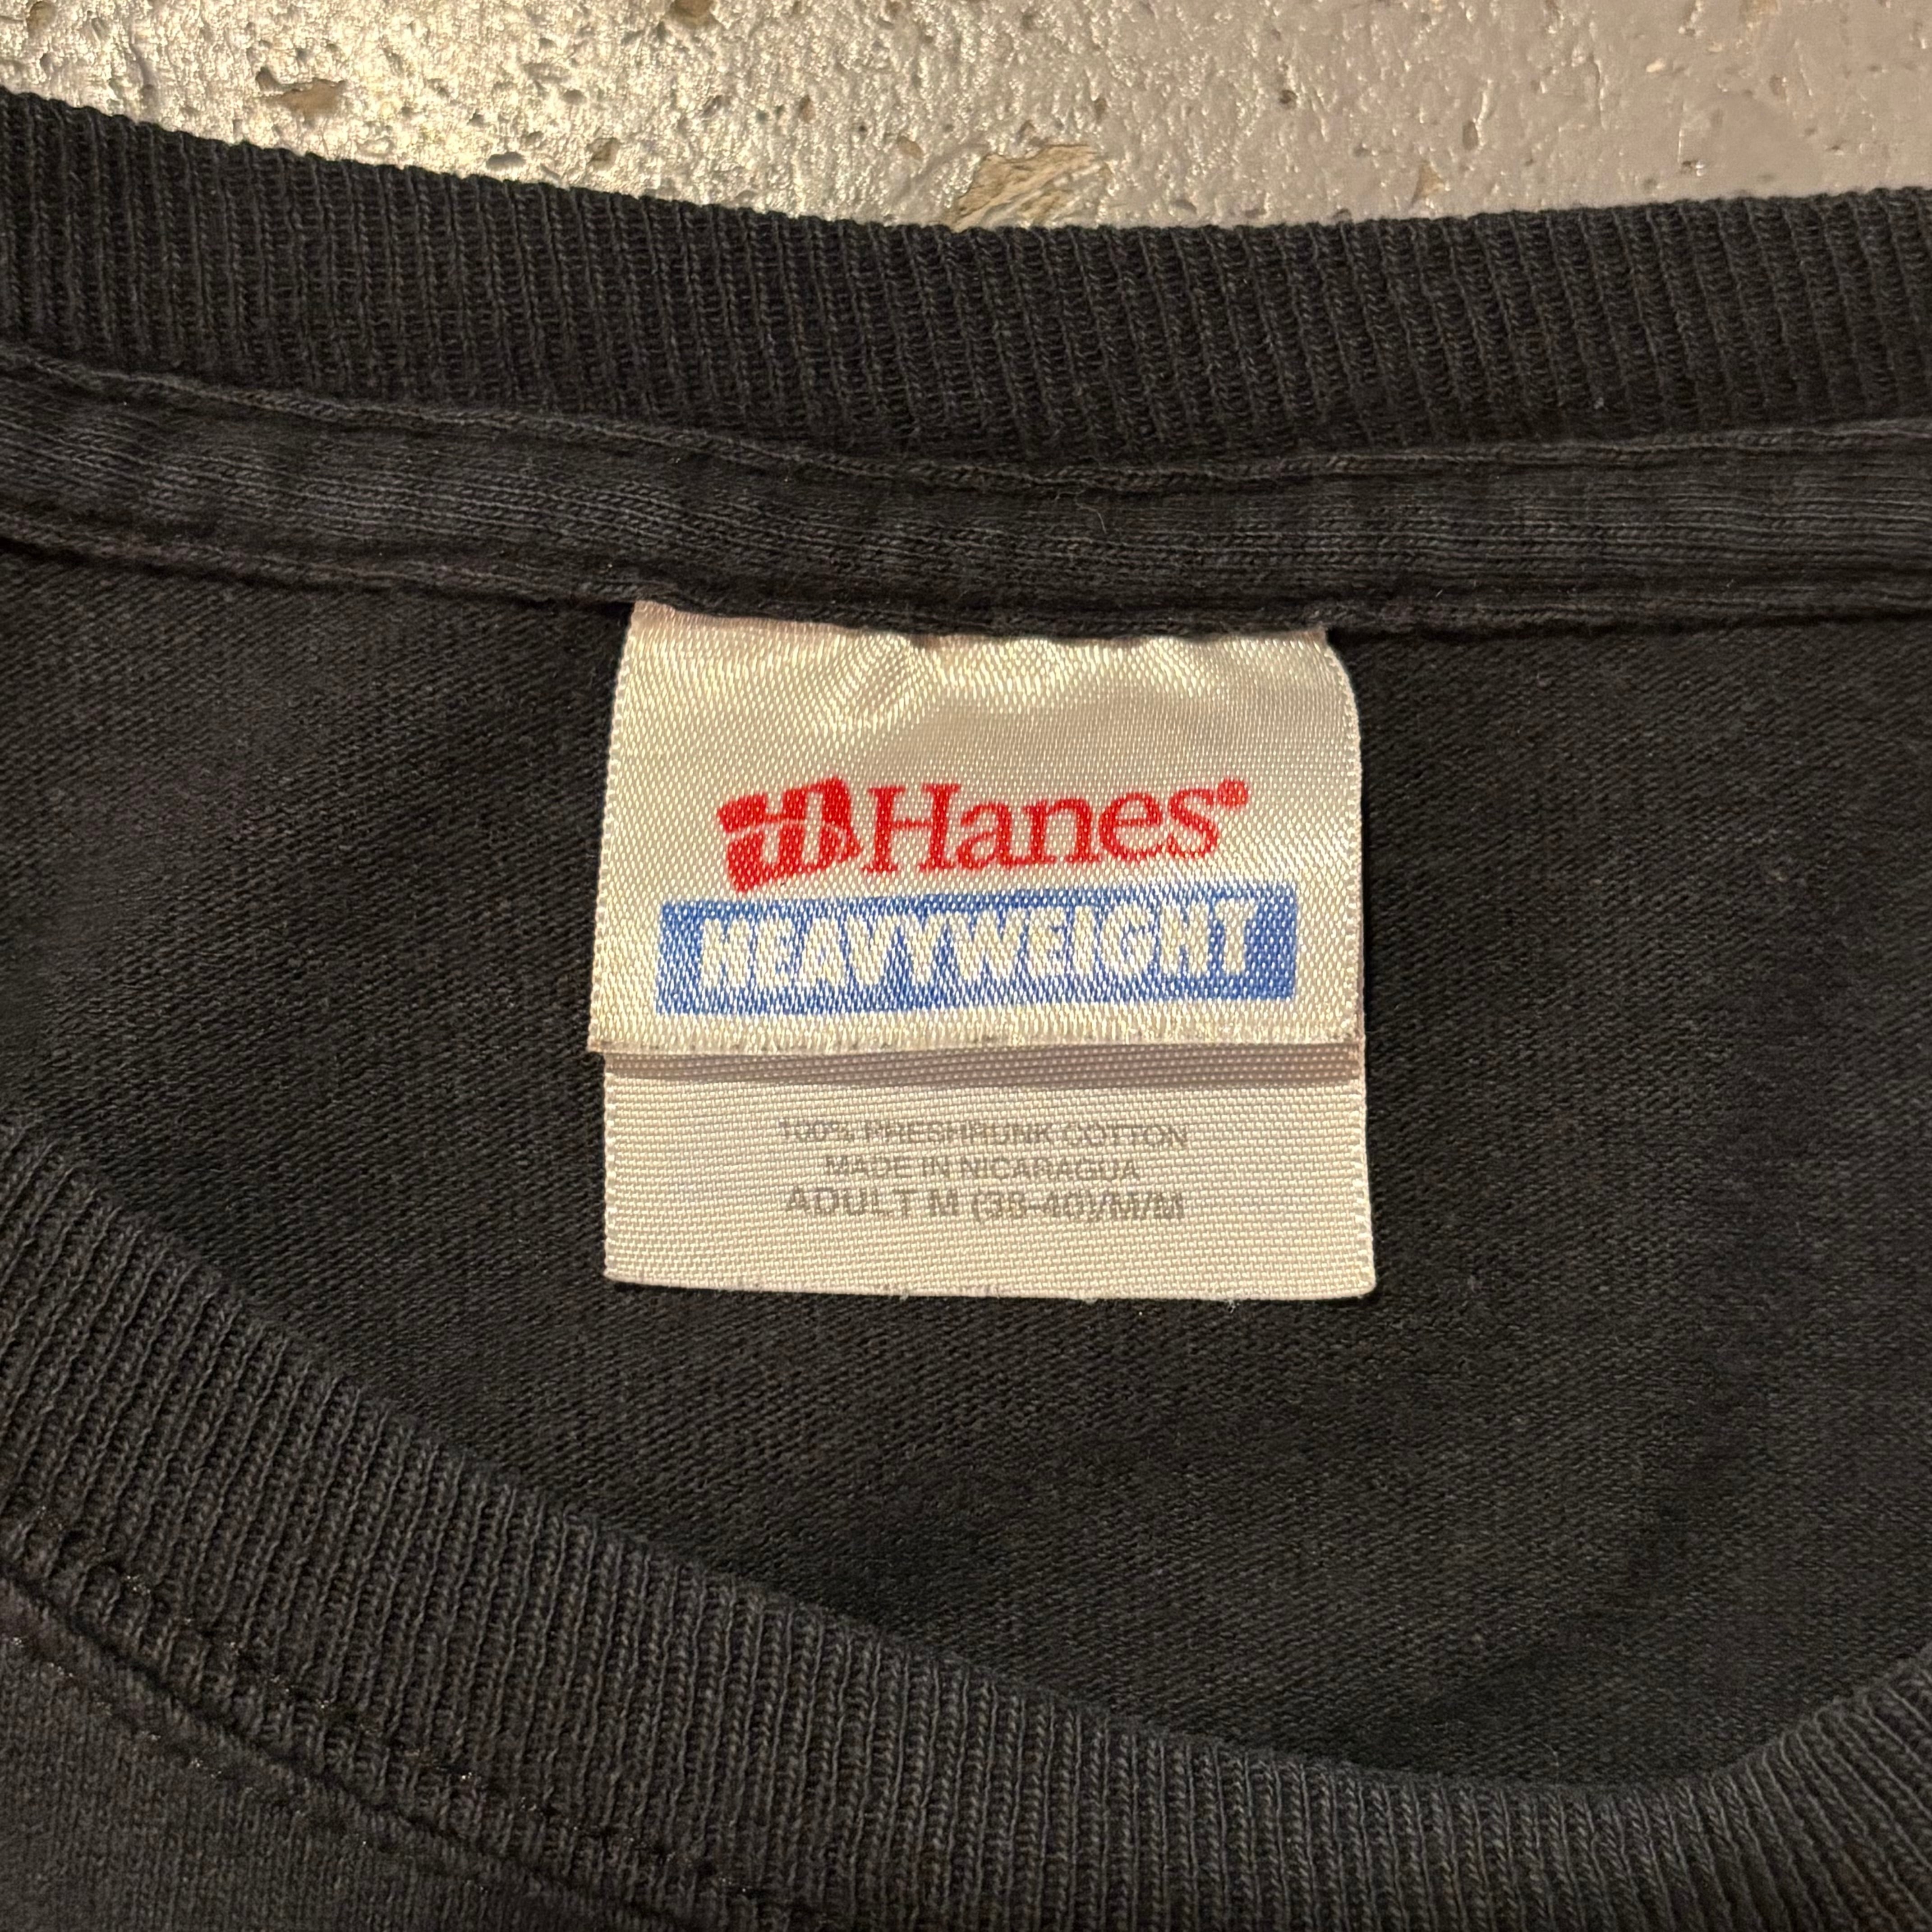 Hanes®
HEAVYWEIGHT
100% PRESHRUNK COTTON
MADE IN NICARAGUA
ADULT M (38-40)/M/M